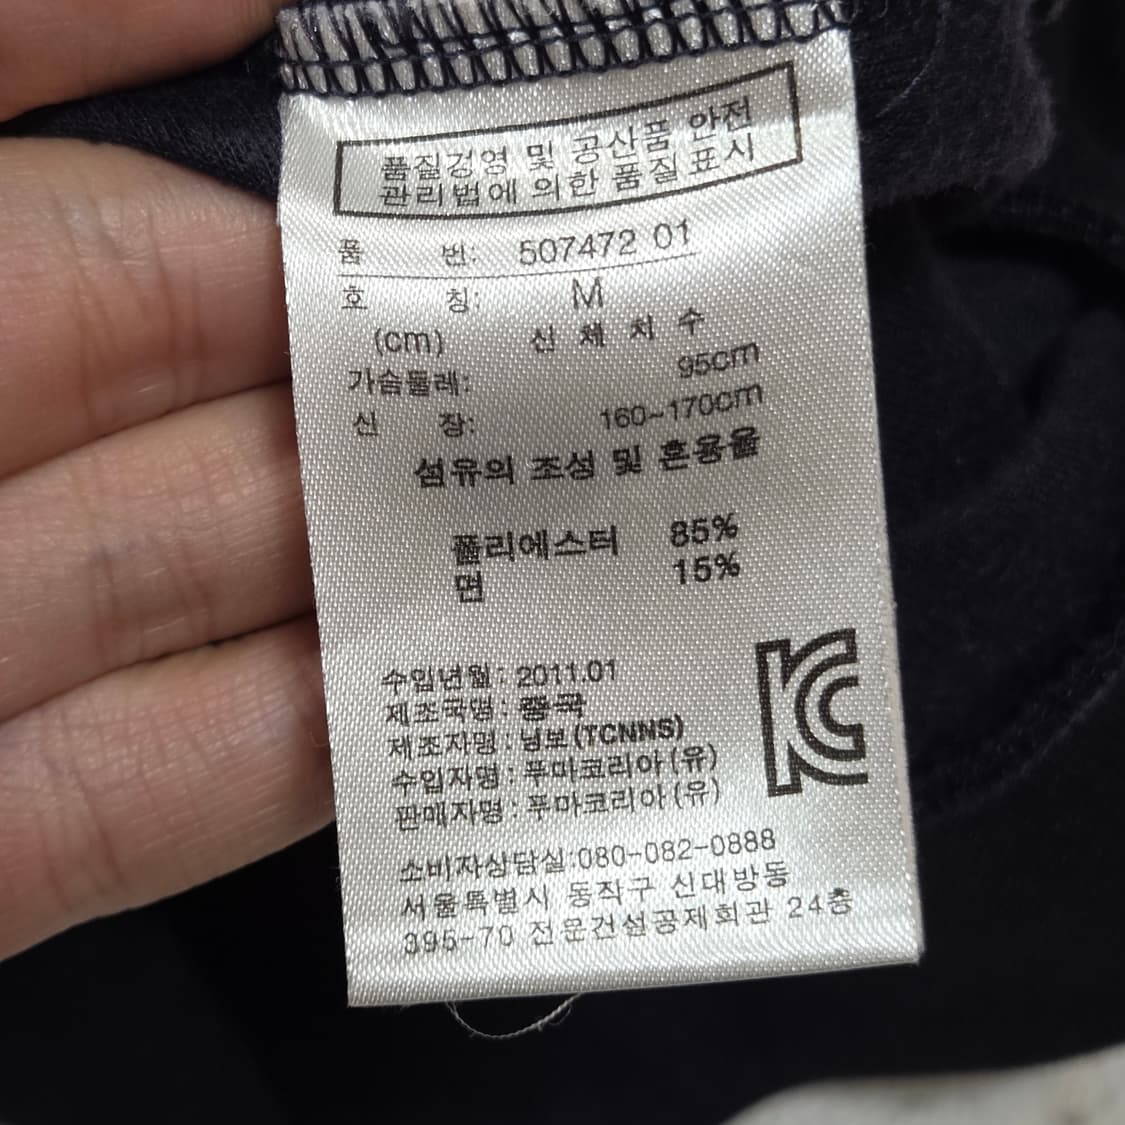 품질경영 및 공산품 안전
관리법에 의한 품질표시
품 번: 507472 01
호 칭: M
(cm) 신 체 치 수
가슴둘레: 95cm
신 장: 160~170cm
섬유의 조성 및 혼용율
폴리에스터 85%
면 15%
수입년월: 2011.01
제조국명: 중국
제조자명: 닝보(TCNNS)
수입자명: 푸마코리아(유)
판매자명: 푸마코리아(유)
KC
소비자상담실:080-082-0888
서울특별시 동작구 신대방동
395-70 전문건설공제회관 24층